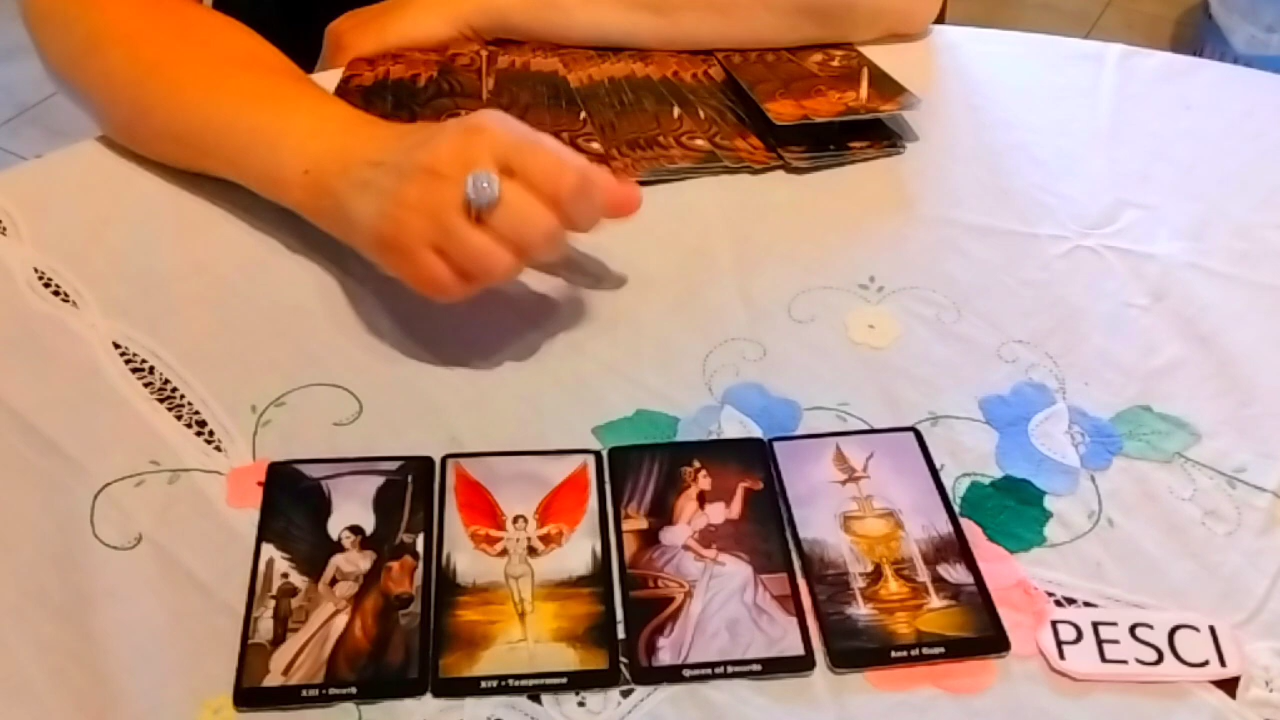 XIII • Death
XIV • Temperance
Queen of Swords
Ace of Cups
PESCI